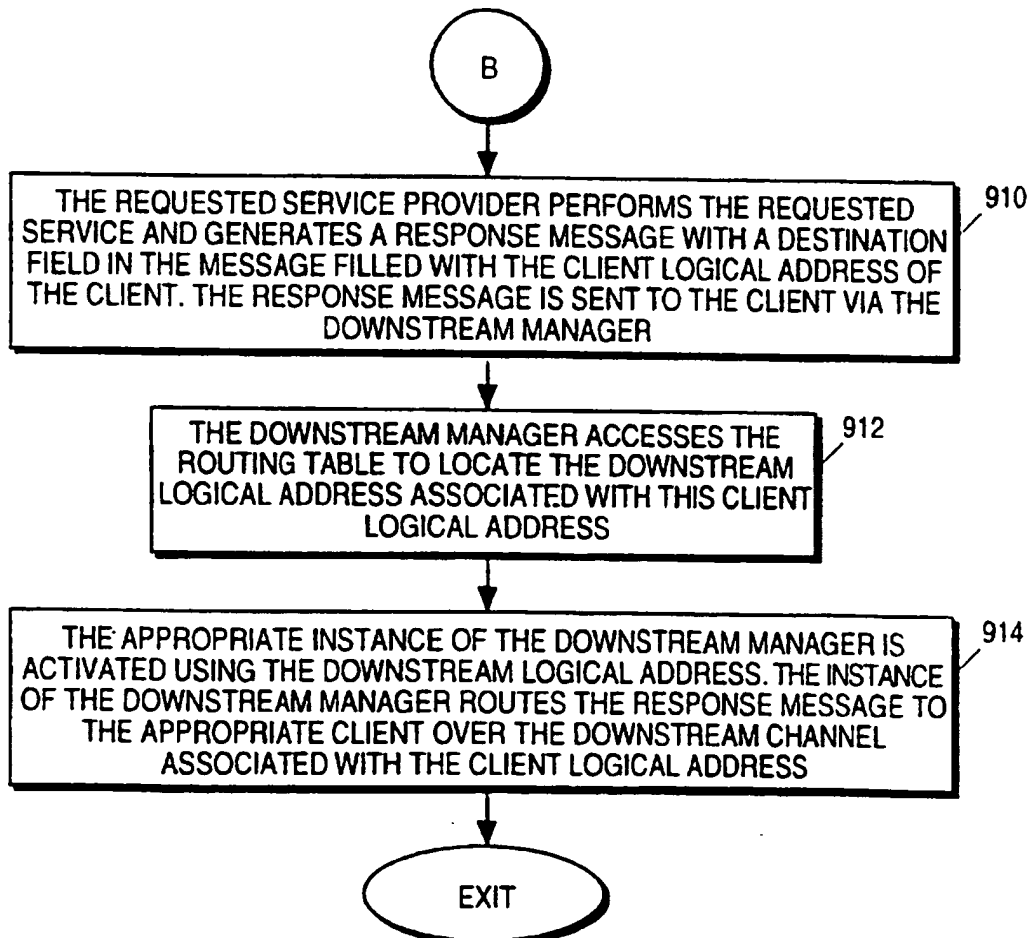 B
THE REQUESTED SERVICE PROVIDER PERFORMS THE REQUESTED
SERVICE AND GENERATES A RESPONSE MESSAGE WITH A DESTINATION
FIELD IN THE MESSAGE FILLED WITH THE CLIENT LOGICAL ADDRESS OF
THE CLIENT. THE RESPONSE MESSAGE IS SENT TO THE CLIENT VIA THE
DOWNSTREAM MANAGER
910
THE DOWNSTREAM MANAGER ACCESSES THE
ROUTING TABLE TO LOCATE THE DOWNSTREAM
LOGICAL ADDRESS ASSOCIATED WITH THIS CLIENT
LOGICAL ADDRESS
912
THE APPROPRIATE INSTANCE OF THE DOWNSTREAM MANAGER IS
ACTIVATED USING THE DOWNSTREAM LOGICAL ADDRESS. THE INSTANCE
OF THE DOWNSTREAM MANAGER ROUTES THE RESPONSE MESSAGE TO
THE APPROPRIATE CLIENT OVER THE DOWNSTREAM CHANNEL
ASSOCIATED WITH THE CLIENT LOGICAL ADDRESS
914
EXIT